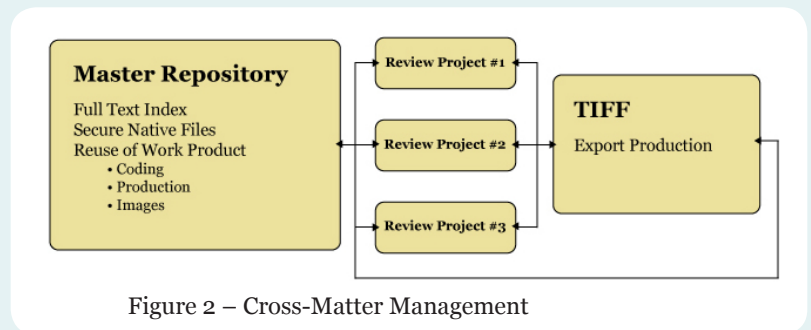 Master Repository
Full Text Index
Secure Native Files
Reuse of Work Product
• Coding
• Production
• Images
Review Project #1
Review Project #2
Review Project #3
TIFF
Export Production
Figure 2 – Cross-Matter Management